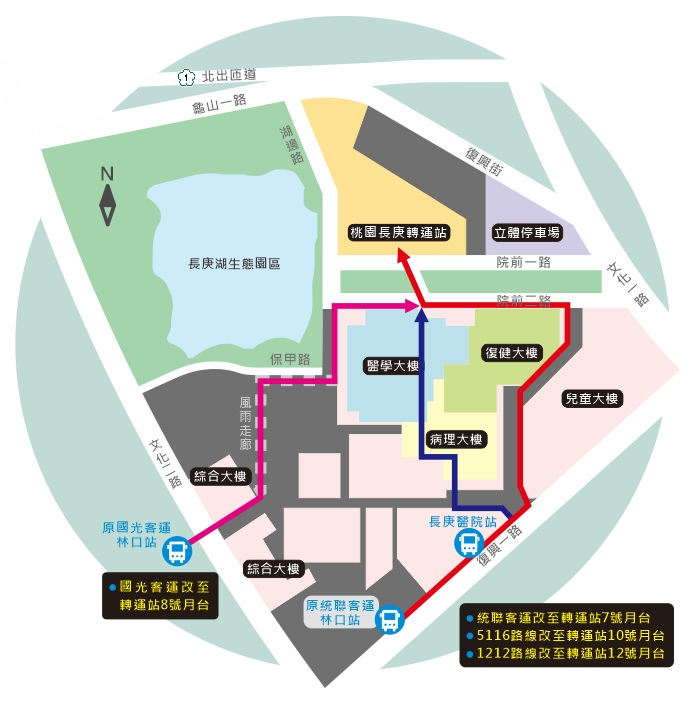 1 北出匝道
龜山一路
湖邊路
復興街
N
桃園長庚轉運站
立體停車場
長庚湖生態園區
院前一路
文化一路
院前二路
保甲路
醫學大樓
復健大樓
兒童大樓
風雨走廊
病理大樓
文化二路
綜合大樓
長庚醫院站
原國光客運
林口站
復興一路
綜合大樓
國光客運改至
轉運站8號月台
原統聯客運
林口站
統聯客運改至轉運站7號月台
5116路線改至轉運站10號月台
1212路線改至轉運站12號月台